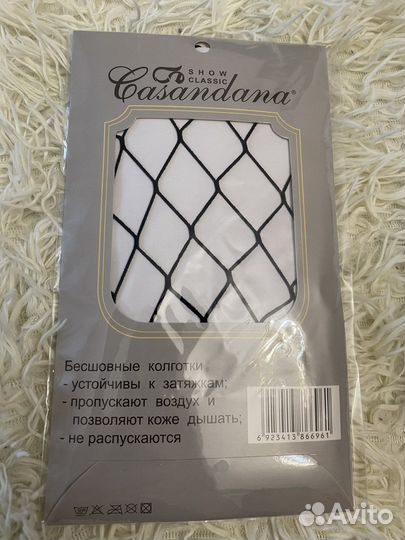 SHOW
CLASSIC
Casandana®
Бесшовные колготки
- устойчивы к затяжкам;
- пропускают воздух и
позволяют коже дышать;
- не распускаются
6 923413 866961
Avito